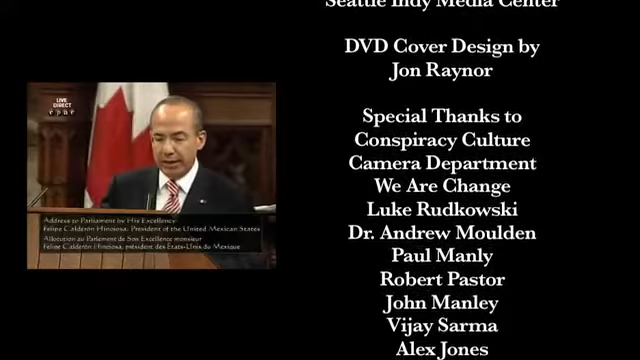 Seattle Indy Media Center
DVD Cover Design by
Jon Raynor
Special Thanks to
Conspiracy Culture
Camera Department
We Are Change
Luke Rudkowski
Dr. Andrew Moulden
Paul Manly
Robert Pastor
John Manley
Vijay Sarma
Alex Jones
LIVE
DIRECT
cpac
Address to Parliament by His Excellency
Felipe Calderón Hinojosa, President of the United Mexican States
Allocution au Parlement de Son Excellence monsieur
Felipe Calderón Hinojosa, président des États-Unis du Mexique